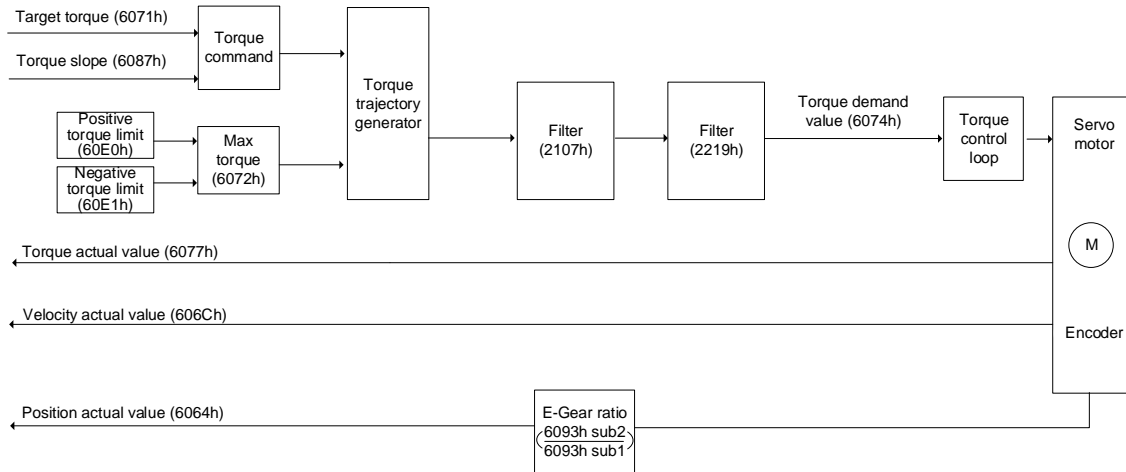 Target torque (6071h)
Torque slope (6087h)
Torque
command
Positive
torque limit
(60E0h)
Negative
torque limit
(60E1h)
Max
torque
(6072h)
Torque
trajectory
generator
Filter
(2107h)
Filter
(2219h)
Torque demand
value (6074h)
Torque
control
loop
Servo
motor
M
Encoder
Torque actual value (6077h)
Velocity actual value (606Ch)
Position actual value (6064h)
E-Gear ratio
(6093h sub2
6093h sub1)